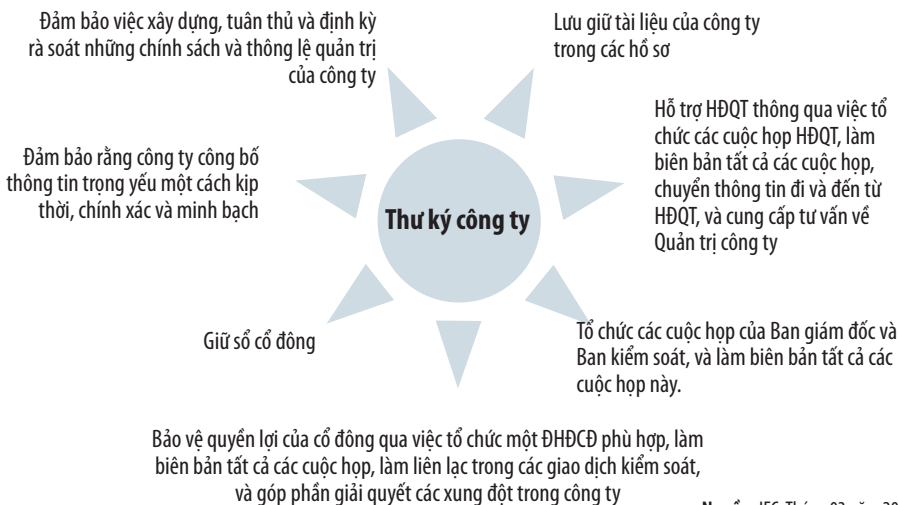 Đảm bảo việc xây dựng, tuân thủ và định kỳ
rà soát những chính sách và thông lệ quản trị
của công ty
Lưu giữ tài liệu của công ty
trong các hồ sơ
Hỗ trợ HĐQT thông qua việc tổ
chức các cuộc họp HĐQT, làm
biên bản tất cả các cuộc họp,
chuyển thông tin đi và đến từ
HĐQT, và cung cấp tư vấn về
Quản trị công ty
Đảm bảo rằng công ty công bố
thông tin trọng yếu một cách kịp
thời, chính xác và minh bạch
Thư ký công ty
Giữ sổ cổ đông
Tổ chức các cuộc họp của Ban giám đốc và
Ban kiểm soát, và làm biên bản tất cả các
cuộc họp này.
Bảo vệ quyền lợi của cổ đông qua việc tổ chức một ĐHĐCĐ phù hợp, làm
biên bản tất cả các cuộc họp, làm liên lạc trong các giao dịch kiểm soát,
và góp phần giải quyết các xung đột trong công ty